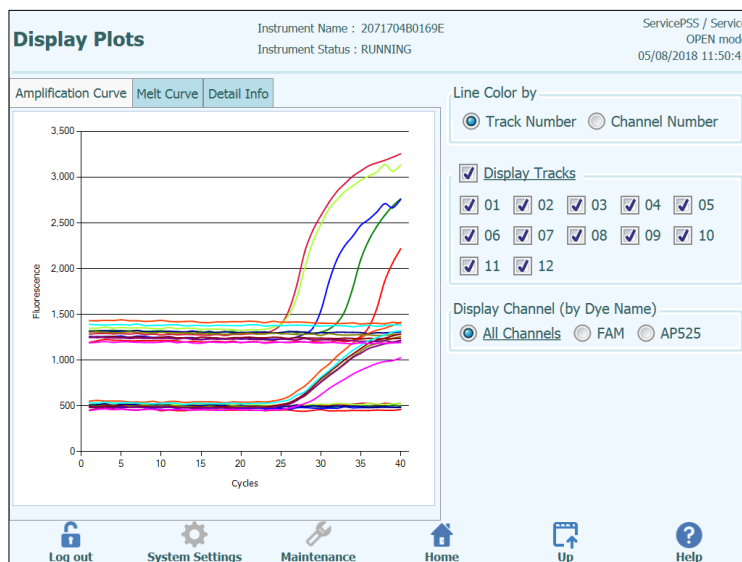 Display Plots
Instrument Name : 2071704B0169E
Instrument Status : RUNNING
ServicePSS / Servic
OPEN mod
05/08/2018 11:50:4
Amplification Curve
Melt Curve
Detail Info
3,500
3,000
2,500
2,000
1,500
1,000
500
0
Fluorescence
0 5 10 15 20 25 30 35 40
Cycles
Line Color by
Track Number
Channel Number
Display Tracks
01 02 03 04 05
06 07 08 09 10
11 12
Display Channel (by Dye Name)
All Channels
FAM
AP525
Log out
System Settings
Maintenance
Home
Up
Help